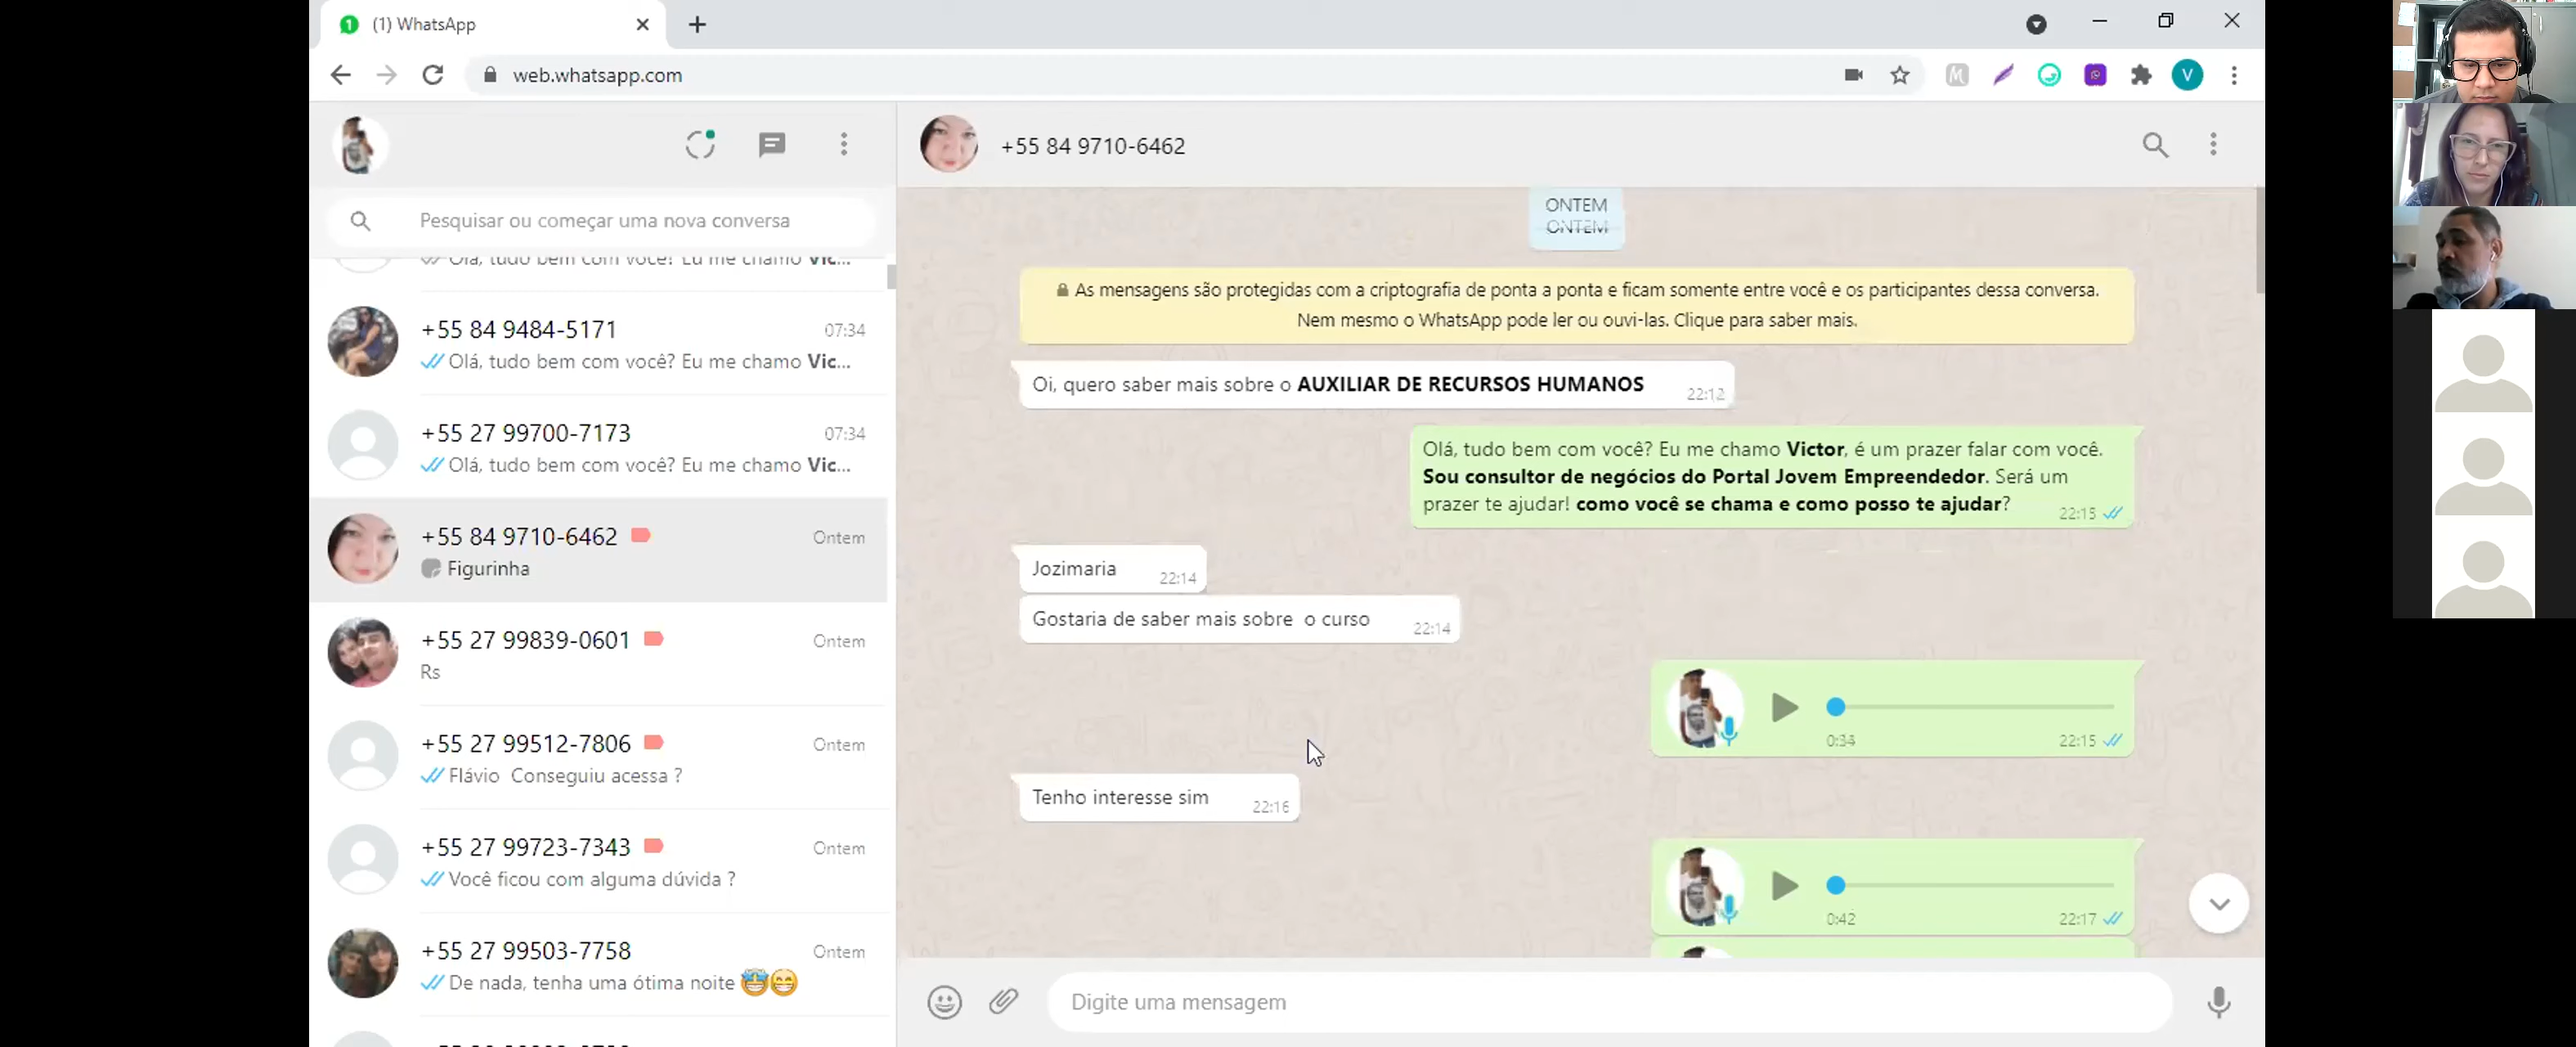 (1) WhatsApp
web.whatsapp.com
V
Pesquisar ou começar uma nova conversa
Olá, tudo bem com você? Eu me chamo Vic...
+55 84 9484-5171 07:34
Olá, tudo bem com você? Eu me chamo Vic...
+55 27 99700-7173 07:34
Olá, tudo bem com você? Eu me chamo Vic...
+55 84 9710-6462 Ontem
Figurinha
+55 27 99839-0601 Ontem
Rs
+55 27 99512-7806 Ontem
Flávio Conseguiu acessa ?
+55 27 99723-7343 Ontem
Você ficou com alguma dúvida ?
+55 27 99503-7758 Ontem
De nada, tenha uma ótima noite 🤩😁
+55 84 9710-6462
ONTEM
ONTEM
As mensagens são protegidas com a criptografia de ponta a ponta e ficam somente entre você e os participantes dessa conversa.
Nem mesmo o WhatsApp pode ler ou ouvi-las. Clique para saber mais.
Oi, quero saber mais sobre o AUXILIAR DE RECURSOS HUMANOS 22:12
Olá, tudo bem com você? Eu me chamo Victor, é um prazer falar com você.
Sou consultor de negócios do Portal Jovem Empreendedor. Será um
prazer te ajudar! como você se chama e como posso te ajudar? 22:15
Jozimaria 22:14
Gostaria de saber mais sobre o curso 22:14
0:34 22:15
Tenho interesse sim 22:16
0:42 22:17
Digite uma mensagem